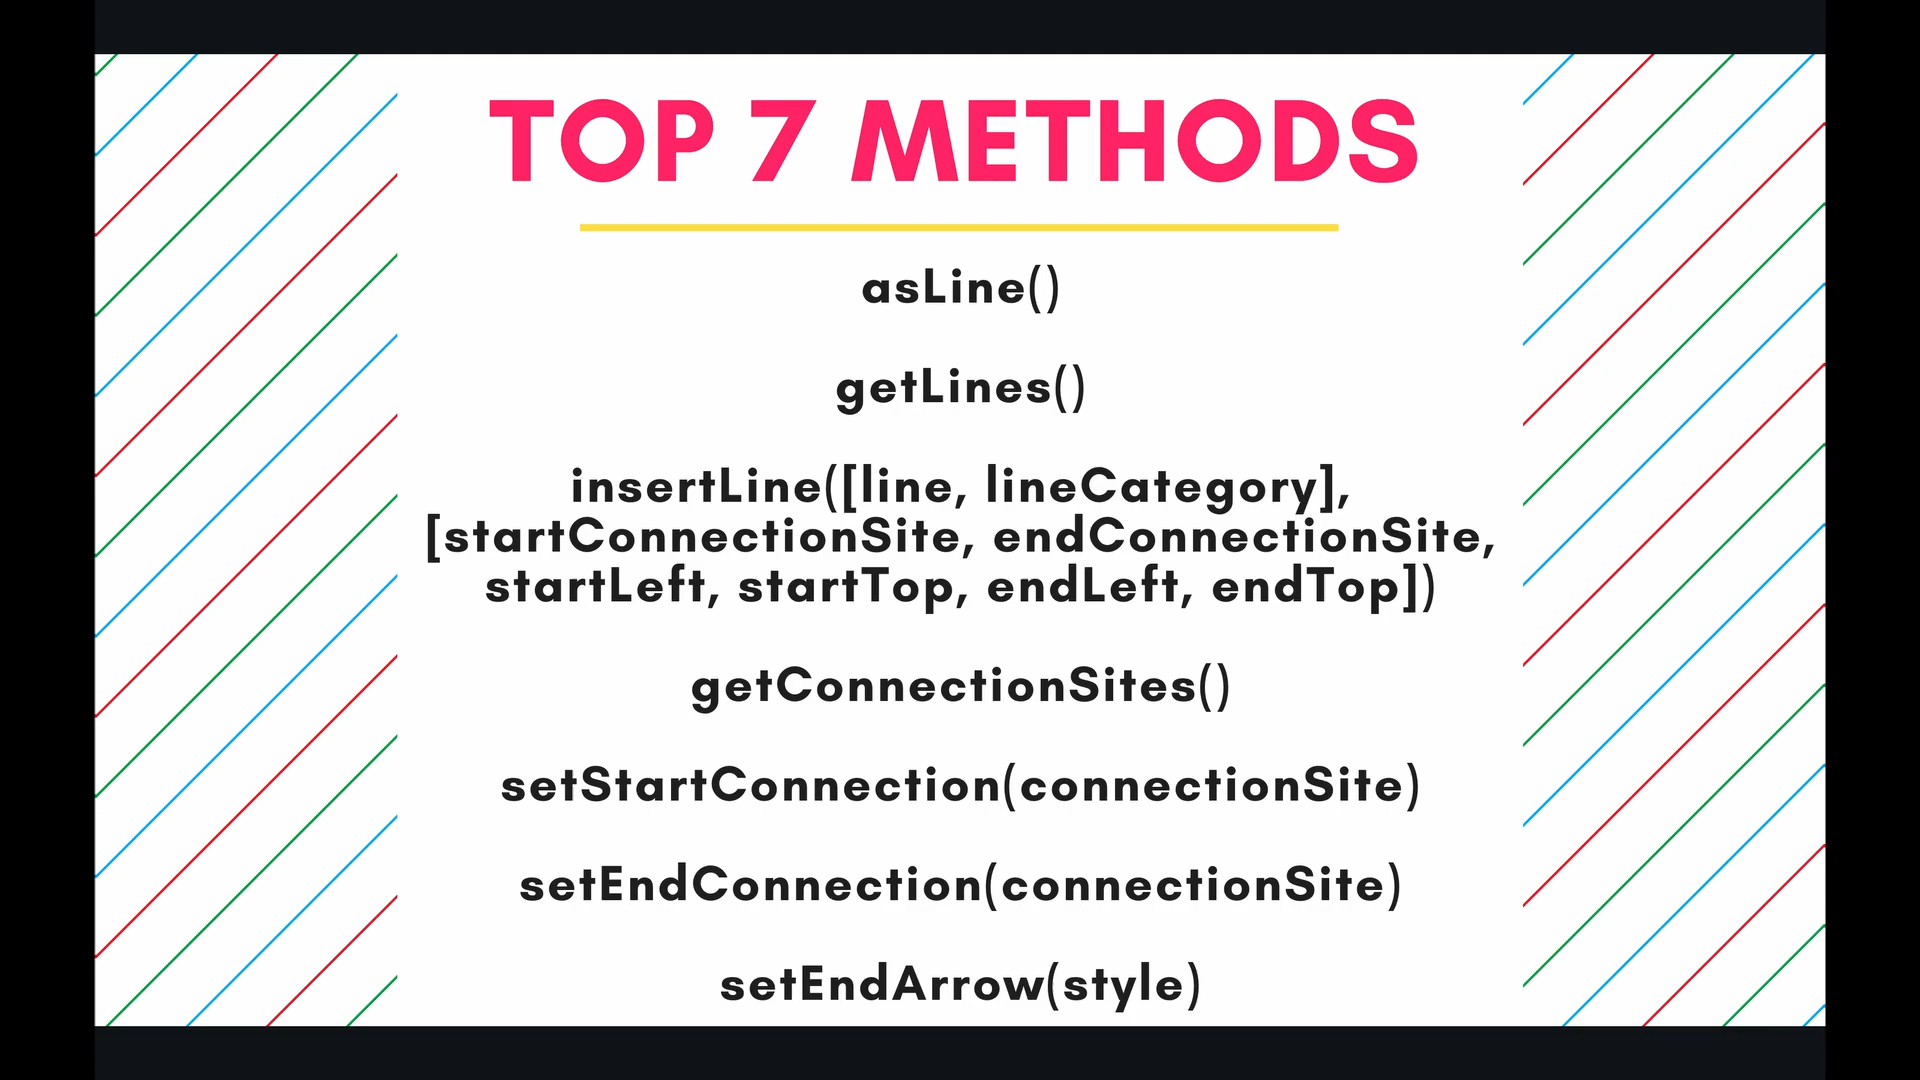 TOP 7 METHODS
asLine()
getLines()
insertLine([line, lineCategory],
[startConnectionSite, endConnectionSite,
startLeft, startTop, endLeft, endTop])
getConnectionSites()
setStartConnection(connectionSite)
setEndConnection(connectionSite)
setEndArrow(style)